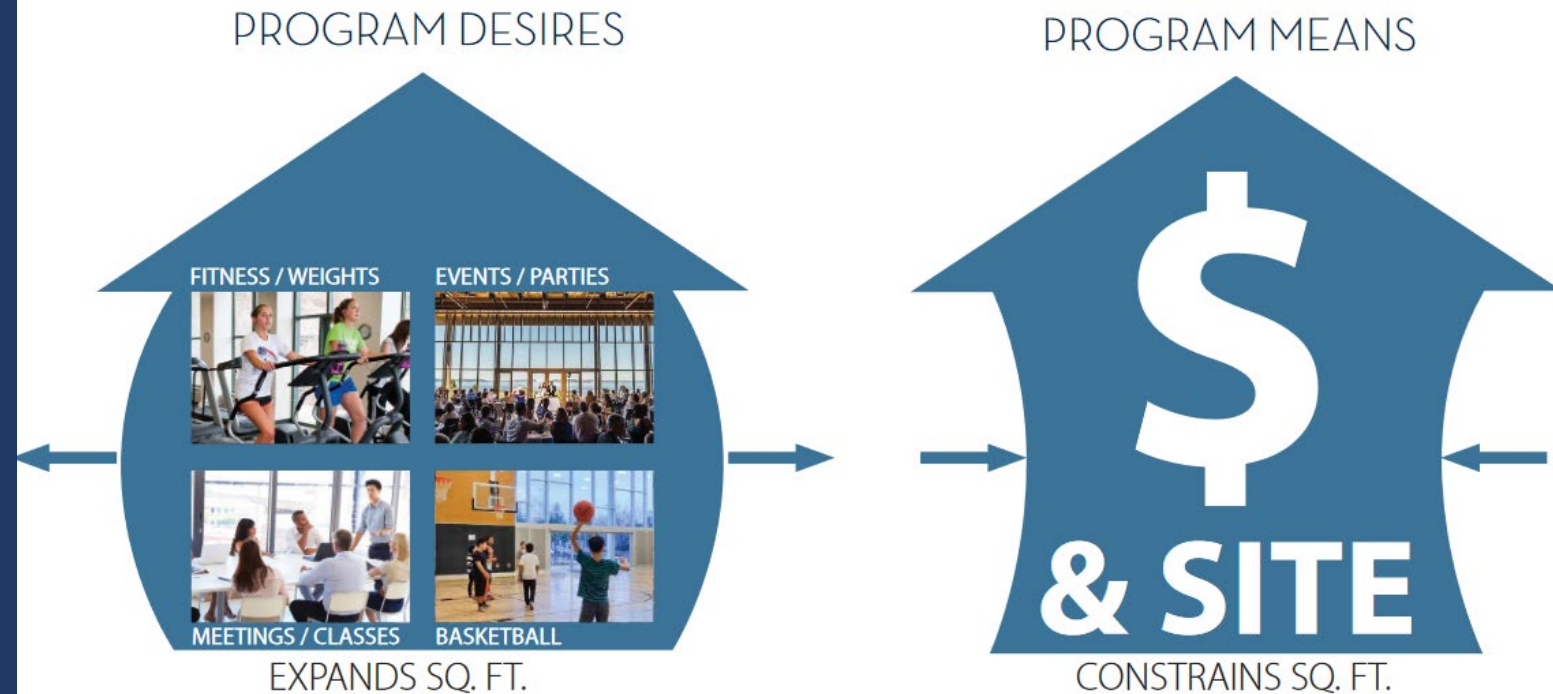 PROGRAM DESIRES
FITNESS / WEIGHTS
EVENTS / PARTIES
MEETINGS / CLASSES
BASKETBALL
EXPANDS SQ. FT.
PROGRAM MEANS
$
& SITE
CONSTRAINS SQ. FT.